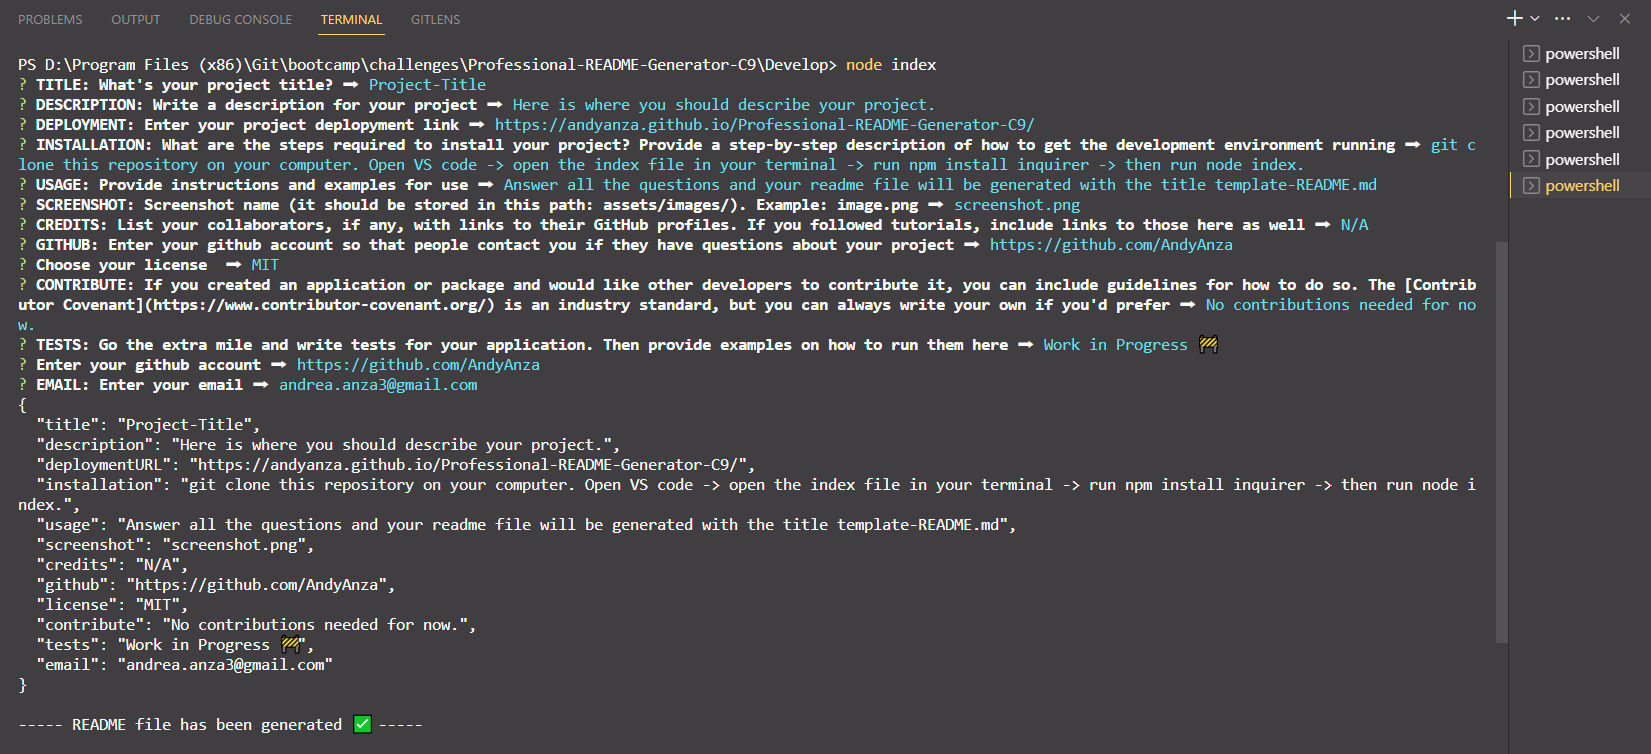 PROBLEMS OUTPUT DEBUG CONSOLE TERMINAL GITLENS
PS D:\Program Files (x86)\Git\bootcamp\challenges\Professional-README-Generator-C9\Develop> node index
? TITLE: What's your project title? ➡ Project-Title
? DESCRIPTION: Write a description for your project ➡ Here is where you should describe your project.
? DEPLOYMENT: Enter your project deplopyment link ➡ https://andyanza.github.io/Professional-README-Generator-C9/
? INSTALLATION: What are the steps required to install your project? Provide a step-by-step description of how to get the development environment running ➡ git c
lone this repository on your computer. Open VS code -> open the index file in your terminal -> run npm install inquirer -> then run node index.
? USAGE: Provide instructions and examples for use ➡ Answer all the questions and your readme file will be generated with the title template-README.md
? SCREENSHOT: Screenshot name (it should be stored in this path: assets/images/). Example: image.png ➡ screenshot.png
? CREDITS: List your collaborators, if any, with links to their GitHub profiles. If you followed tutorials, include links to those here as well ➡ N/A
? GITHUB: Enter your github account so that people contact you if they have questions about your project ➡ https://github.com/AndyAnza
? Choose your license  ➡ MIT
? CONTRIBUTE: If you created an application or package and would like other developers to contribute it, you can include guidelines for how to do so. The [Contrib
utor Covenant](https://www.contributor-covenant.org/) is an industry standard, but you can always write your own if you'd prefer ➡ No contributions needed for no
w.
? TESTS: Go the extra mile and write tests for your application. Then provide examples on how to run them here ➡ Work in Progress 🚧
? Enter your github account ➡ https://github.com/AndyAnza
? EMAIL: Enter your email ➡ andrea.anza3@gmail.com
{
  "title": "Project-Title",
  "description": "Here is where you should describe your project.",
  "deploymentURL": "https://andyanza.github.io/Professional-README-Generator-C9/",
  "installation": "git clone this repository on your computer. Open VS code -> open the index file in your terminal -> run npm install inquirer -> then run node i
ndex.",
  "usage": "Answer all the questions and your readme file will be generated with the title template-README.md",
  "screenshot": "screenshot.png",
  "credits": "N/A",
  "github": "https://github.com/AndyAnza",
  "license": "MIT",
  "contribute": "No contributions needed for now.",
  "tests": "Work in Progress 🚧",
  "email": "andrea.anza3@gmail.com"
}
----- README file has been generated ✅ -----
powershell
powershell
powershell
powershell
powershell
powershell